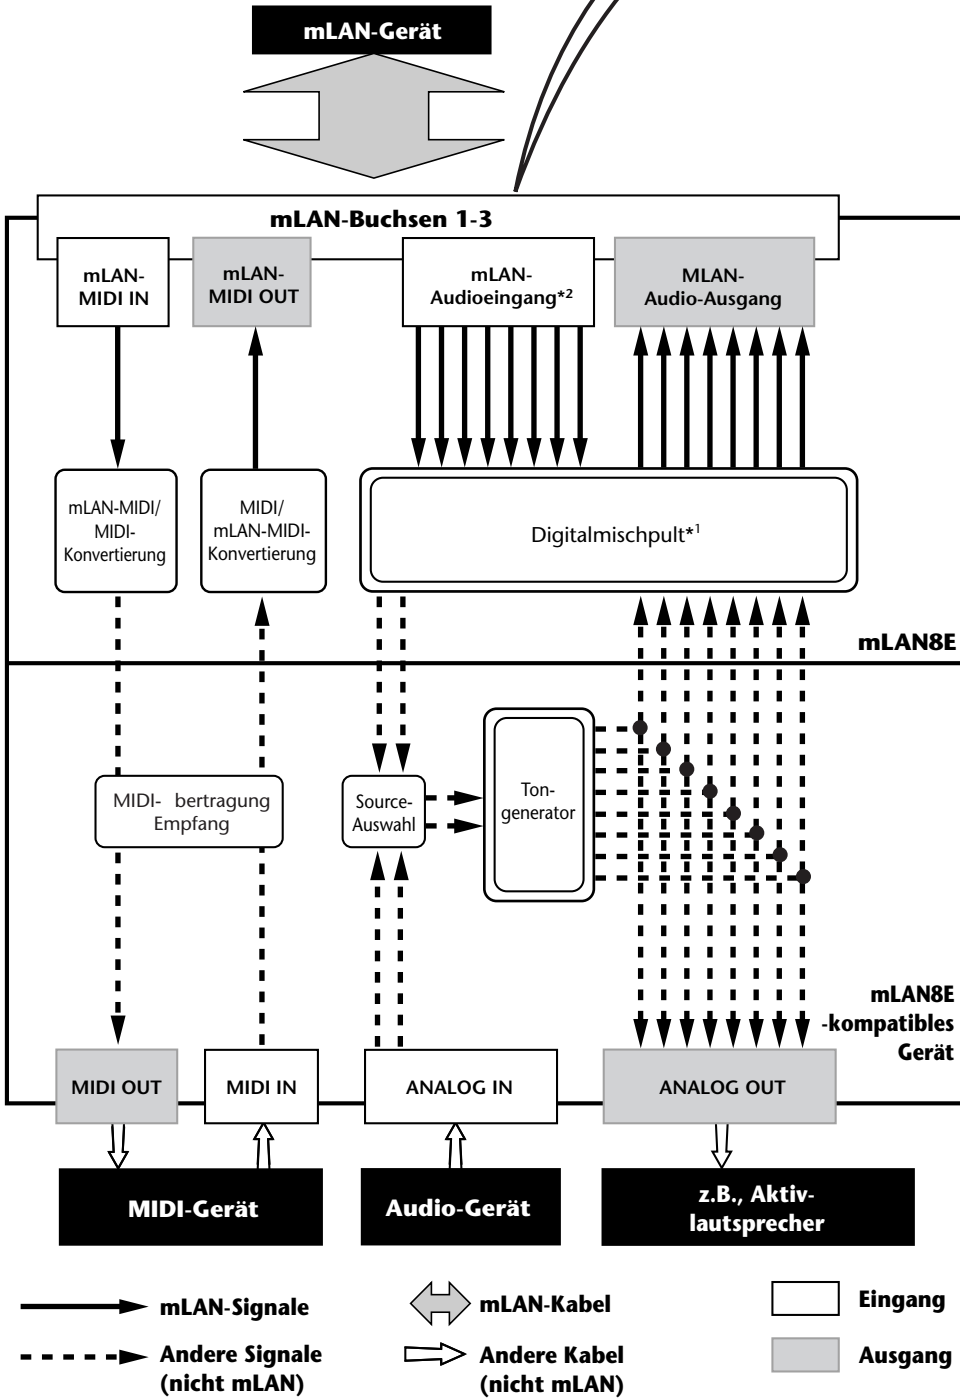 mLAN-Gerät
mLAN-Buchsen 1-3
mLAN-
MIDI IN
mLAN-
MIDI OUT
mLAN-
Audioeingang*2
MLAN-
Audio-Ausgang
mLAN-MIDI/
MIDI-
Konvertierung
MIDI/
mLAN-MIDI-
Konvertierung
Digitalmischpult*1
mLAN8E
MIDI- bertragung
Empfang
Source-
Auswahl
Ton-
generator
mLAN8E
-kompatibles
Gerät
MIDI OUT
MIDI IN
ANALOG IN
ANALOG OUT
MIDI-Gerät
Audio-Gerät
z.B., Aktiv-
lautsprecher
mLAN-Signale
mLAN-Kabel
Eingang
Andere Signale
(nicht mLAN)
Andere Kabel
(nicht mLAN)
Ausgang